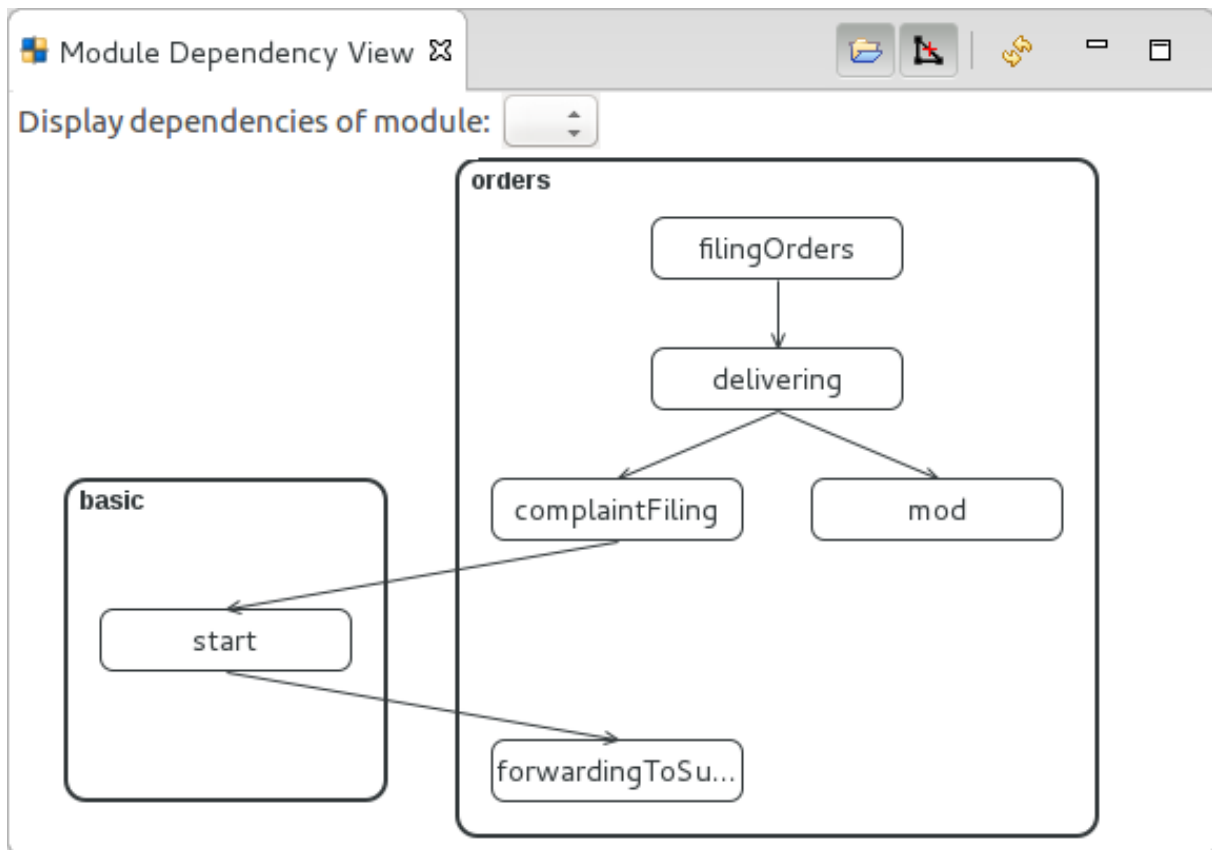 Module Dependency View
Display dependencies of module:
orders
filingOrders
delivering
basic
complaintFiling
mod
start
forwardingToSu...